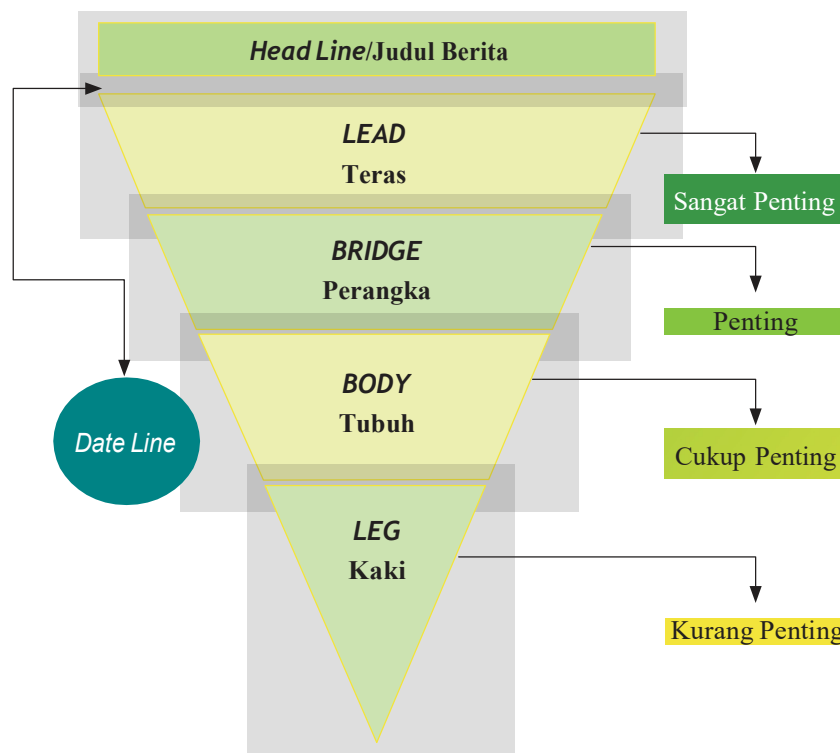 Head Line/Judul Berita
LEAD
Teras
Sangat Penting
BRIDGE
Perangka
Penting
BODY
Tubuh
Date Line
Cukup Penting
LEG
Kaki
Kurang Penting